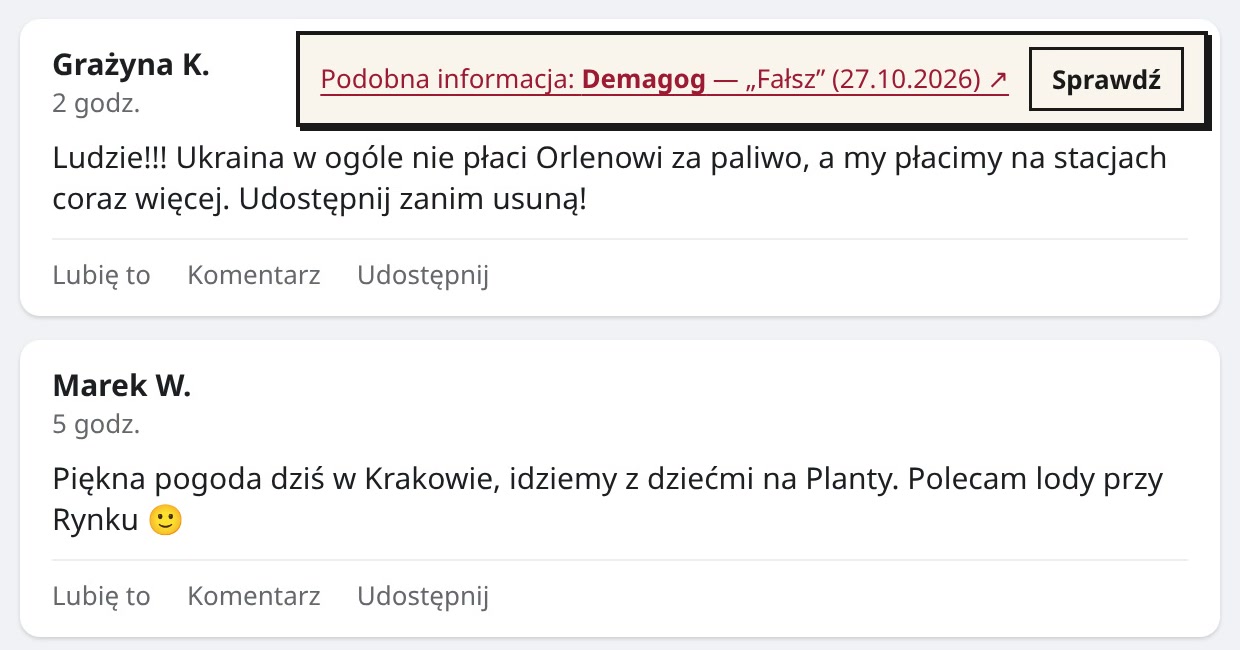 Grażyna K.
2 godz.
Podobna informacja: Demagog — „Fałsz” (27.10.2026) ↗
Sprawdź
Ludzie!!! Ukraina w ogóle nie płaci Orlenowi za paliwo, a my płacimy na stacjach
coraz więcej. Udostępnij zanim usuną!
Lubię to Komentarz Udostępnij
Marek W.
5 godz.
Piękna pogoda dziś w Krakowie, idziemy z dziećmi na Planty. Polecam lody przy
Rynku 🙂
Lubię to Komentarz Udostępnij